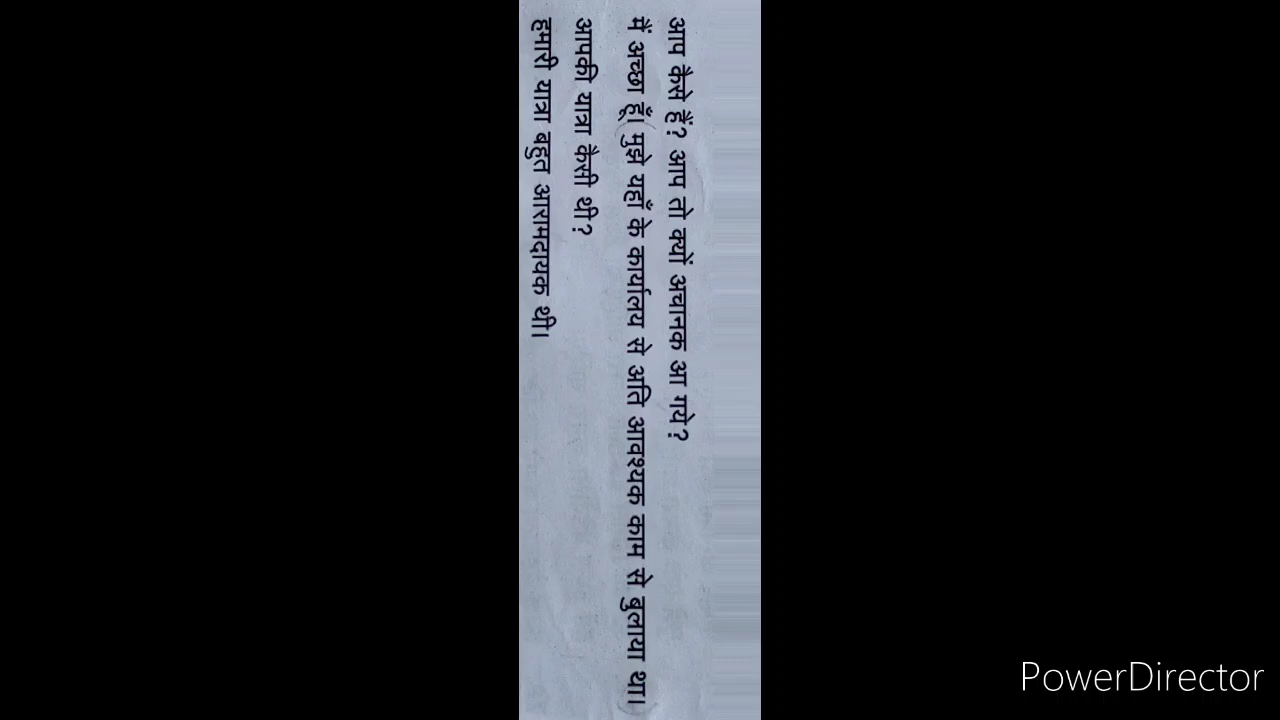 आप कैसे हैं? आप तो क्यों अचानक आ गये?
मैं अच्छा हूँ। मुझे यहाँ के कार्यालय से अति आवश्यक काम से बुलाया था।
आपकी यात्रा कैसी थी?
हमारी यात्रा बहुत आरामदायक थी।
PowerDirector